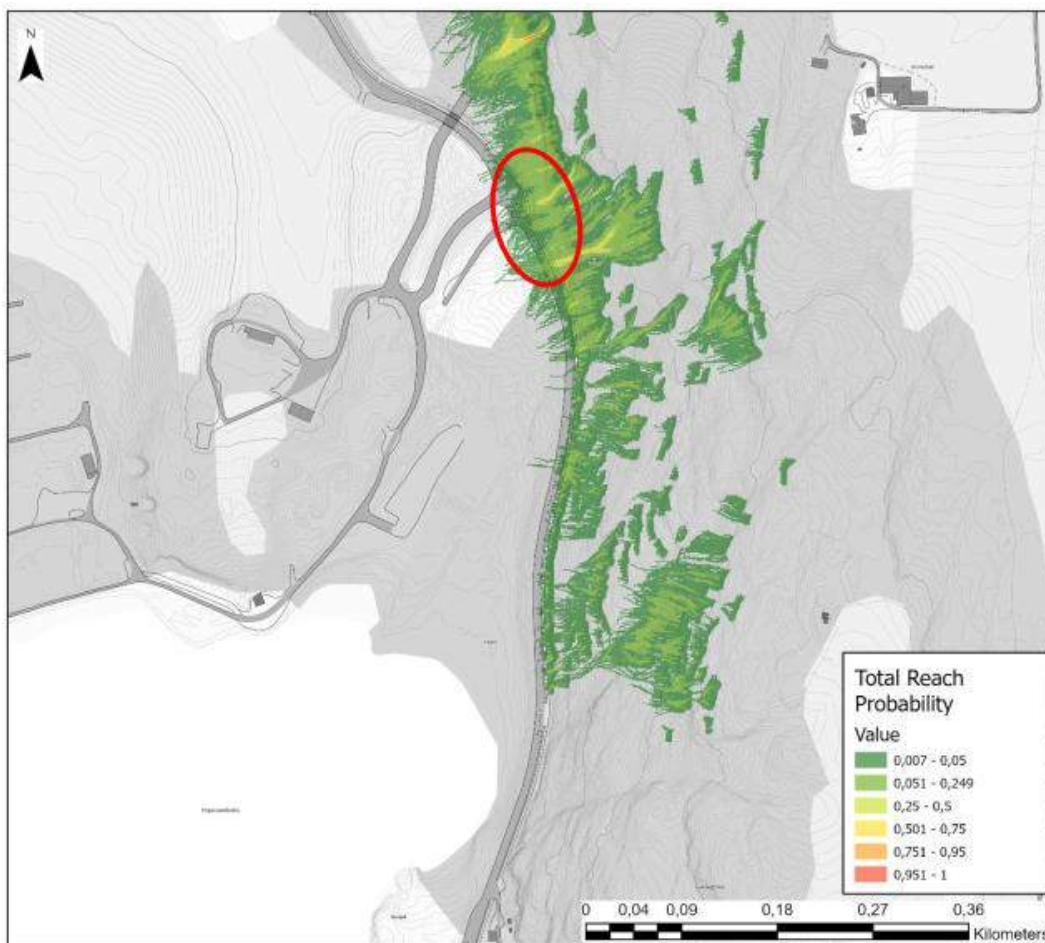 N
Total Reach
Probability
Value
0,007 - 0,05
0,051 - 0,249
0,25 - 0,5
0,501 - 0,75
0,751 - 0,95
0,951 - 1
0 0,04 0,09 0,18 0,27 0,36
Kilometers